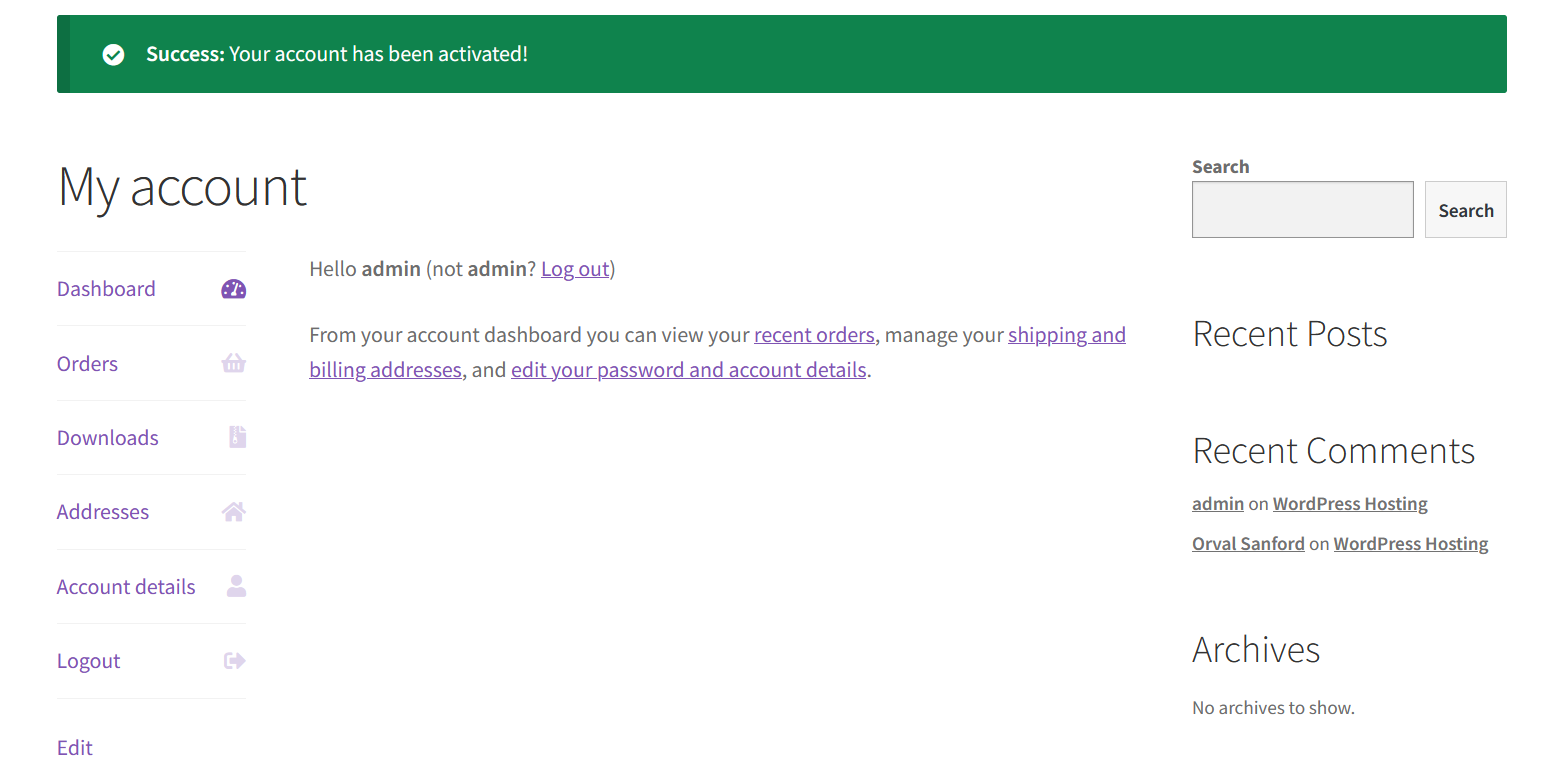 Success: Your account has been activated!
My account
Dashboard
Orders
Downloads
Addresses
Account details
Logout
Edit
Hello admin (not admin? Log out)
From your account dashboard you can view your recent orders, manage your shipping and
billing addresses, and edit your password and account details.
Search
Search
Recent Posts
Recent Comments
admin on WordPress Hosting
Orval Sanford on WordPress Hosting
Archives
No archives to show.